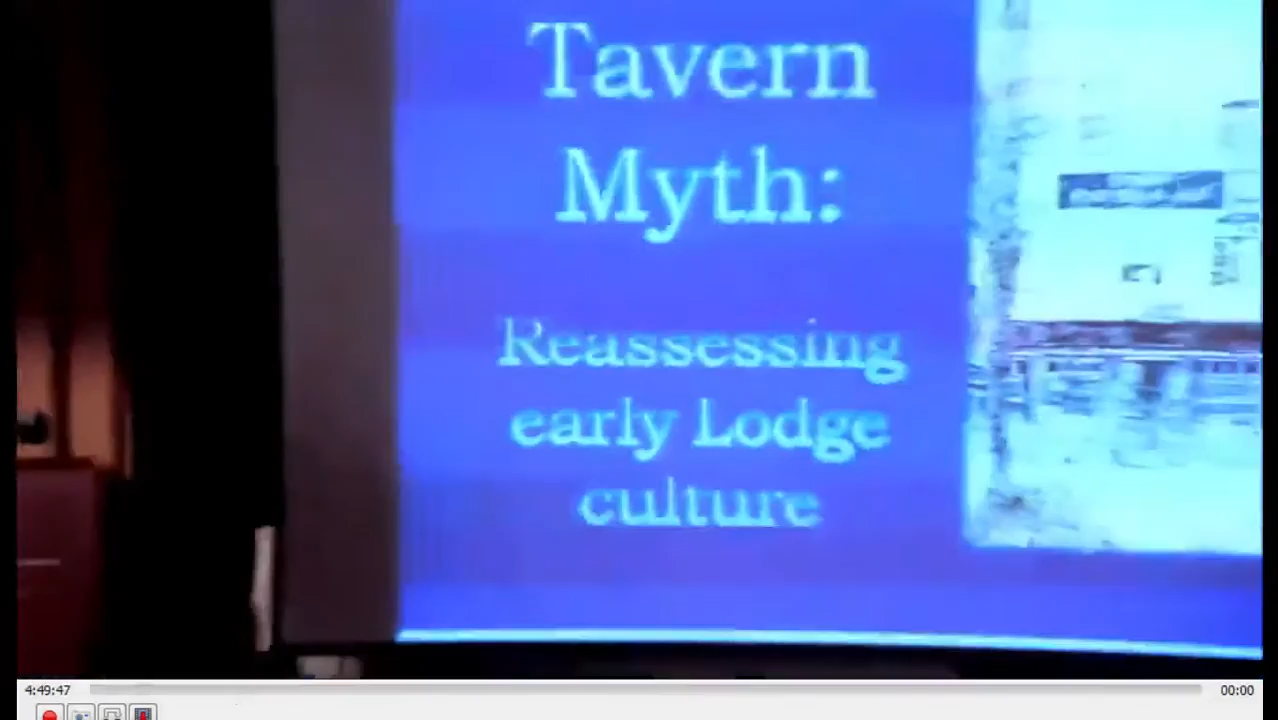 Tavern
Myth:
Reassessing
early Lodge
culture
4:49:47
00:00